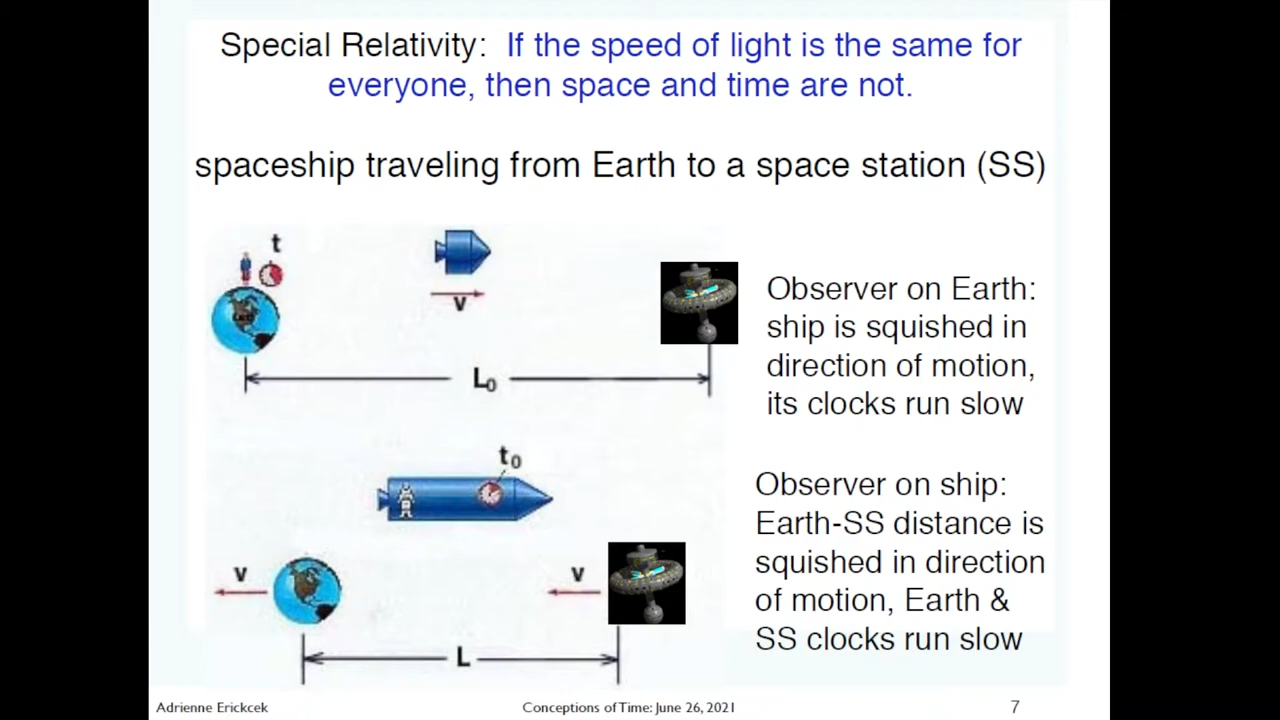 Special Relativity: If the speed of light is the same for
everyone, then space and time are not.
spaceship traveling from Earth to a space station (SS)
t
v
L0
Observer on Earth:
ship is squished in
direction of motion,
its clocks run slow
t0
v
v
L
Observer on ship:
Earth-SS distance is
squished in direction
of motion, Earth &
SS clocks run slow
Adrienne Erickcek
Conceptions of Time: June 26, 2021
7